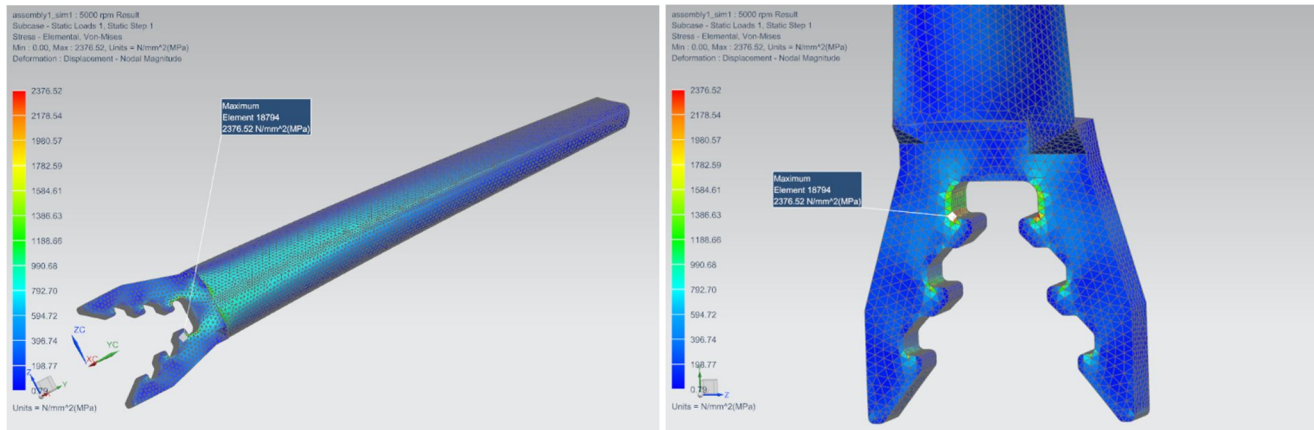 assembly1_sim1 : 5000 rpm Result
Subcase - Static Loads 1, Static Step 1
Stress - Elemental, Von-Mises
Min : 0.00, Max : 2376.52, Units = N/mm^2(MPa)
Deformation : Displacement - Nodal Magnitude
2376.52
2178.54
1980.57
1782.59
1584.61
1386.63
1188.66
990.68
792.70
594.72
396.74
198.77
0.79
Units = N/mm^2(MPa)
Maximum
Element 18794
2376.52 N/mm^2(MPa)
ZC
YC
XC
Z
Y
X
assembly1_sim1 : 5000 rpm Result
Subcase - Static Loads 1, Static Step 1
Stress - Elemental, Von-Mises
Min : 0.00, Max : 2376.52, Units = N/mm^2(MPa)
Deformation : Displacement - Nodal Magnitude
2376.52
2178.54
1980.57
1782.59
1584.61
1386.63
1188.66
990.68
792.70
594.72
396.74
198.77
0.79
Units = N/mm^2(MPa)
Maximum
Element 18794
2376.52 N/mm^2(MPa)
Z